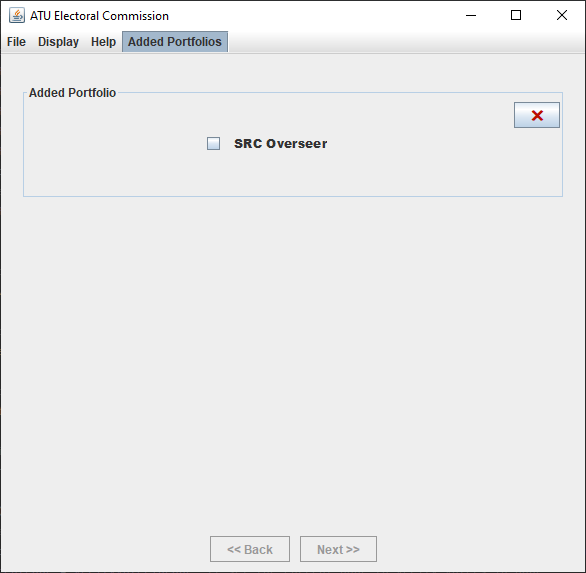 ATU Electoral Commission
File Display Help Added Portfolios
Added Portfolio
SRC Overseer
<< Back Next >>